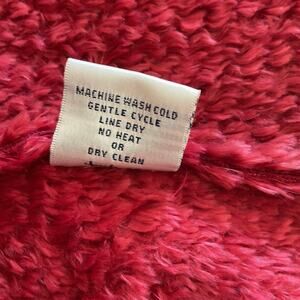 MACHINE WASH COLD
GENTLE CYCLE
LINE DRY
NO HEAT
OR
DRY CLEAN